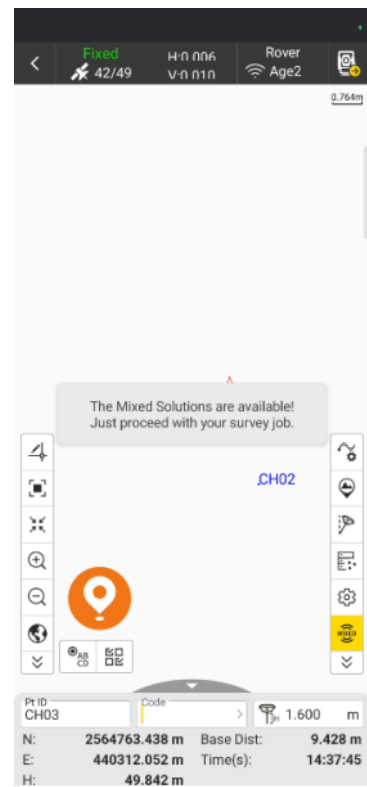 Fixed
42/49
H:0.006
V:0.010
Rover
Age2
0.764m
The Mixed Solutions are available!
Just proceed with your survey job.
CH02
MIXED
AB
CD
Pt ID
CH03
Code
1.600 m
N: 2564763.438 m Base Dist: 9.428 m
E: 440312.052 m Time(s): 14:37:45
H: 49.842 m